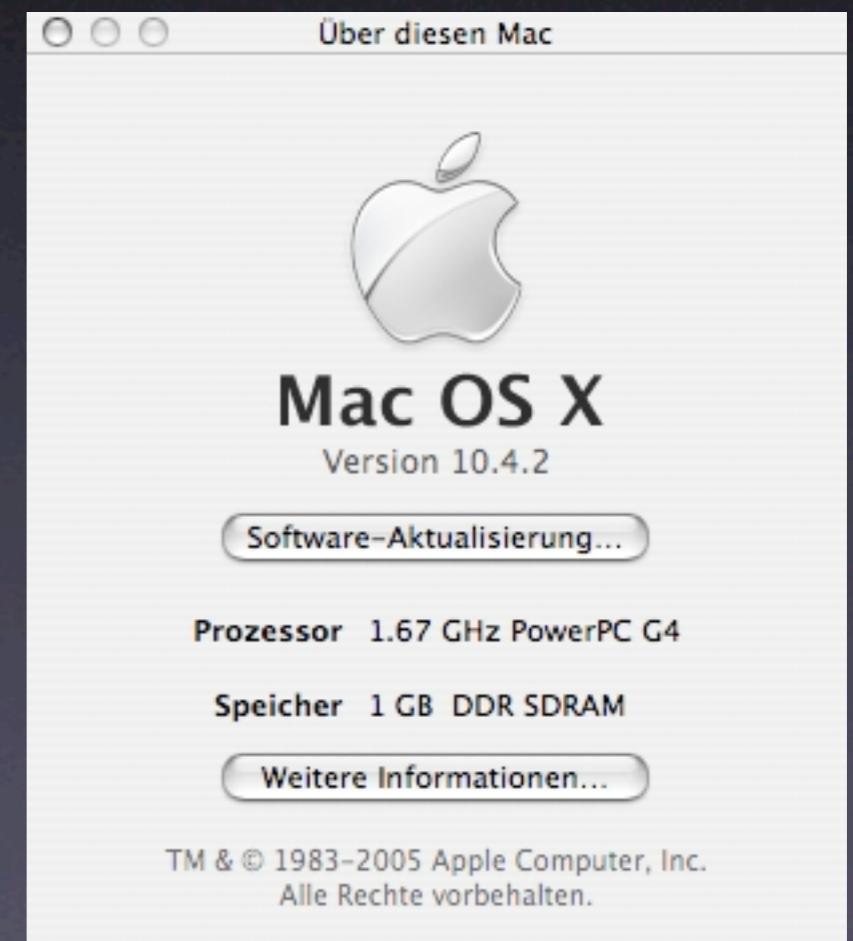 Über diesen Mac
Mac OS X
Version 10.4.2
Software-Aktualisierung...
Prozessor 1.67 GHz PowerPC G4
Speicher 1 GB DDR SDRAM
Weitere Informationen...
TM & © 1983-2005 Apple Computer, Inc.
Alle Rechte vorbehalten.